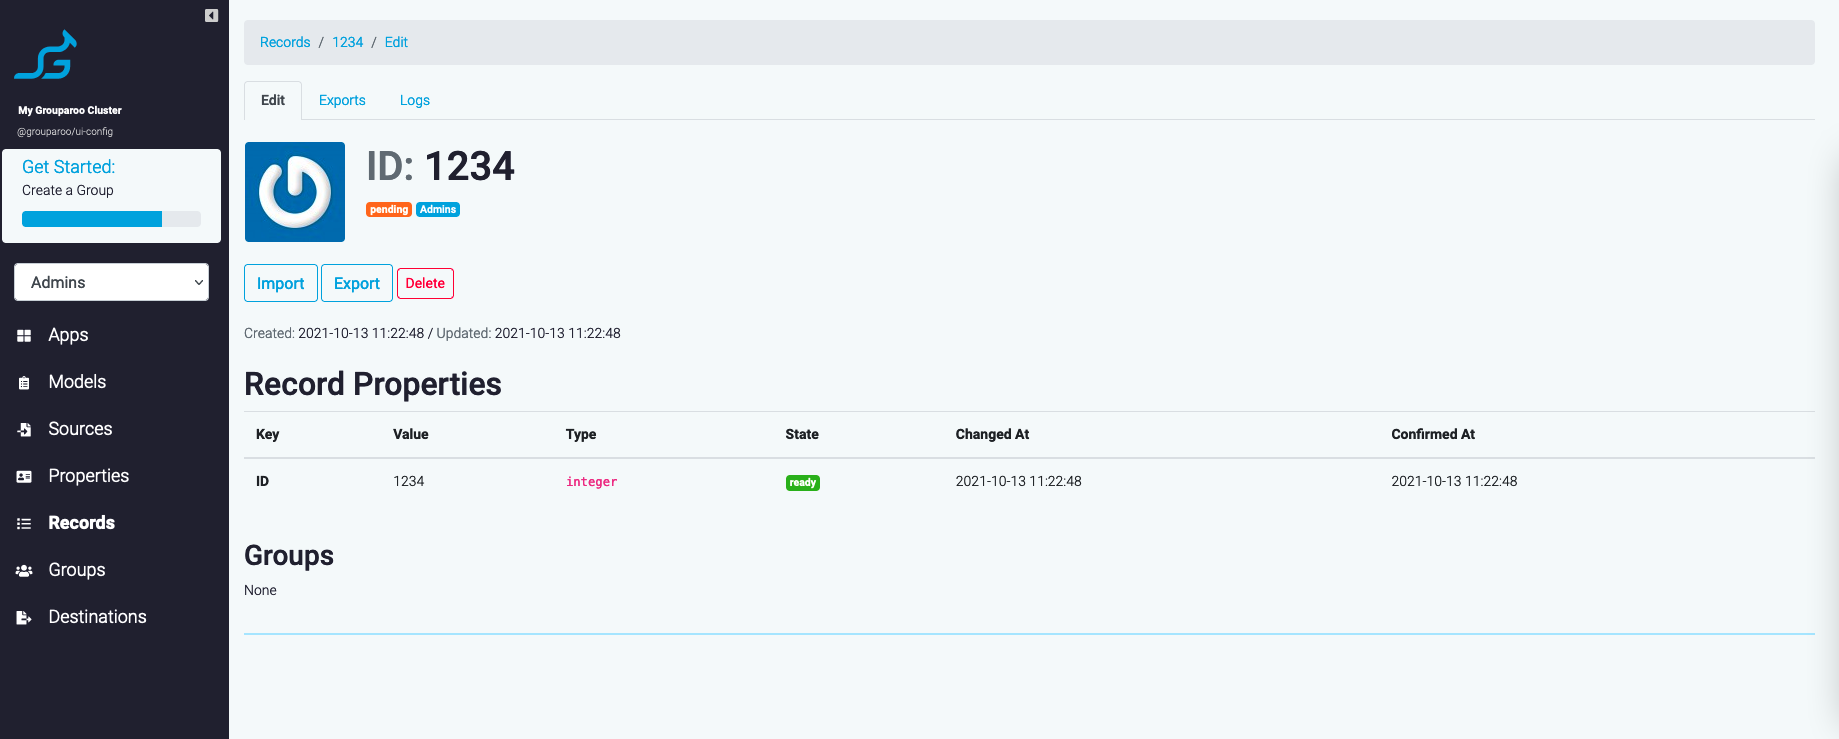 My Grouparoo Cluster
@grouparoo/ui-config
Get Started:
Create a Group
Admins
Apps
Models
Sources
Properties
Records
Groups
Destinations
Records / 1234 / Edit
Edit Exports Logs
ID: 1234
pending Admins
Import Export Delete
Created: 2021-10-13 11:22:48 / Updated: 2021-10-13 11:22:48
Record Properties
Key Value Type State Changed At Confirmed At
ID 1234 integer ready 2021-10-13 11:22:48 2021-10-13 11:22:48
Groups
None